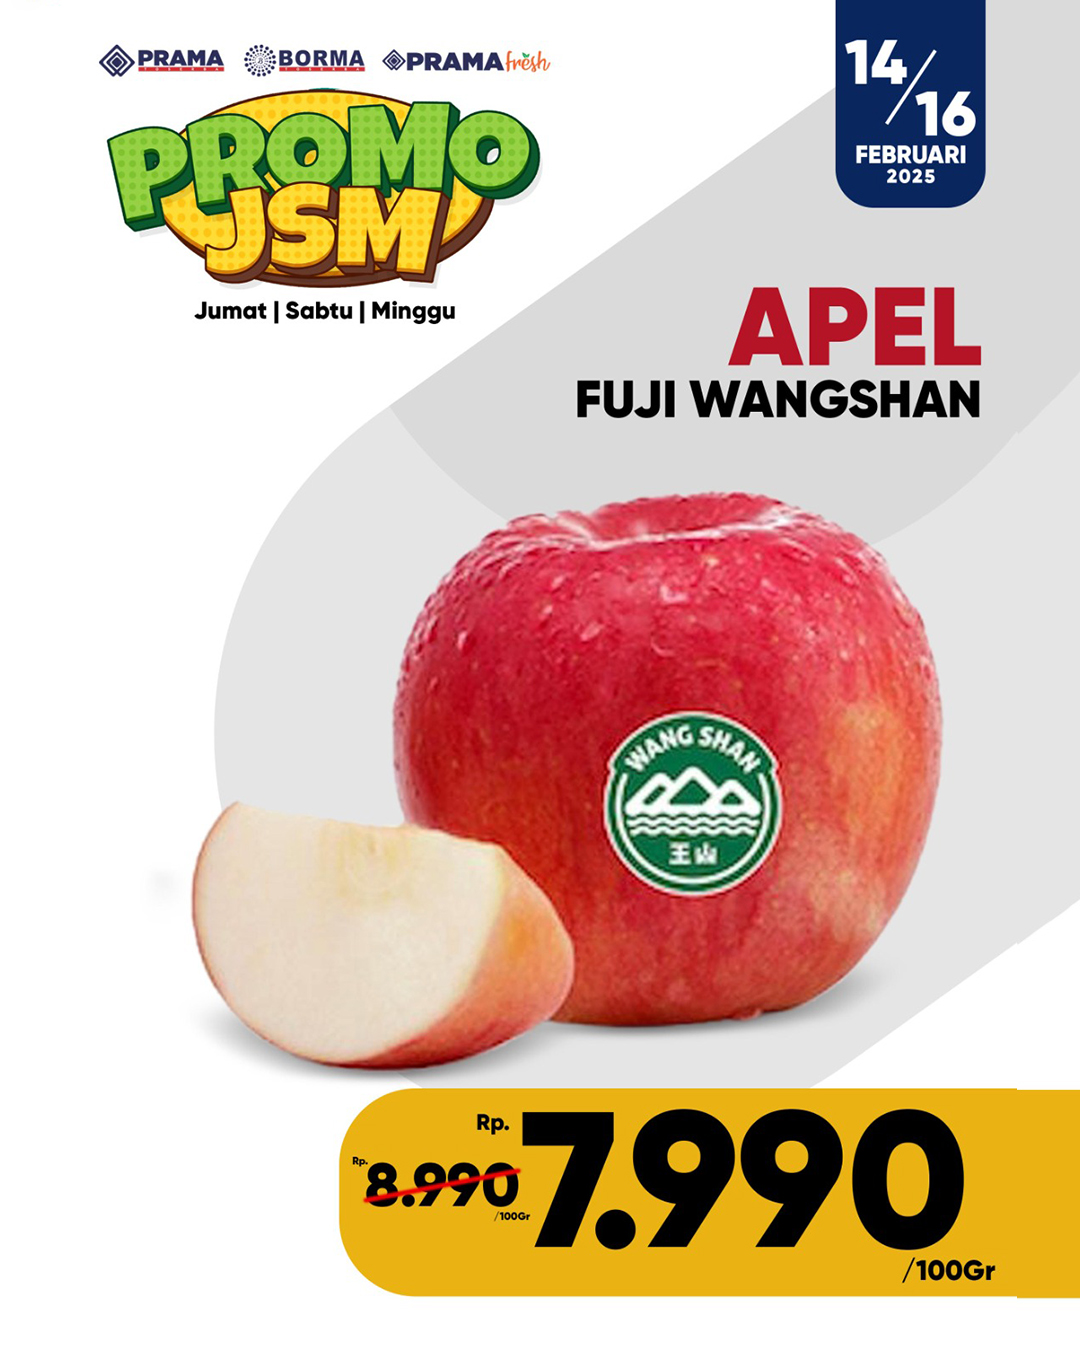 PRAMA BORMA PRAMA fresh
PROMO
JSM
Jumat | Sabtu | Minggu
14/16
FEBRUARI
2025
APEL
FUJI WANGSHAN
WANG SHAN
王山
Rp. 7.990
/100Gr
Rp. 8.990
/100Gr